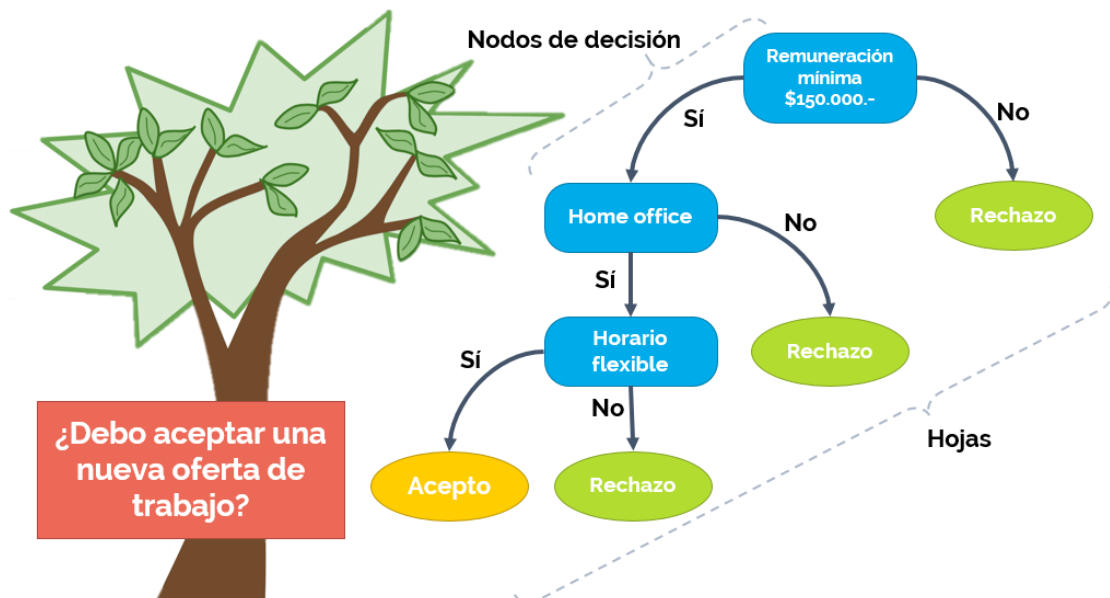 Nodos de decisión
Remuneración
mínima
$150.000.-
Sí
No
Rechazo
Home office
No
Sí
Rechazo
Horario
flexible
Sí
No
Acepto
Rechazo
Hojas
¿Debo aceptar una
nueva oferta de
trabajo?